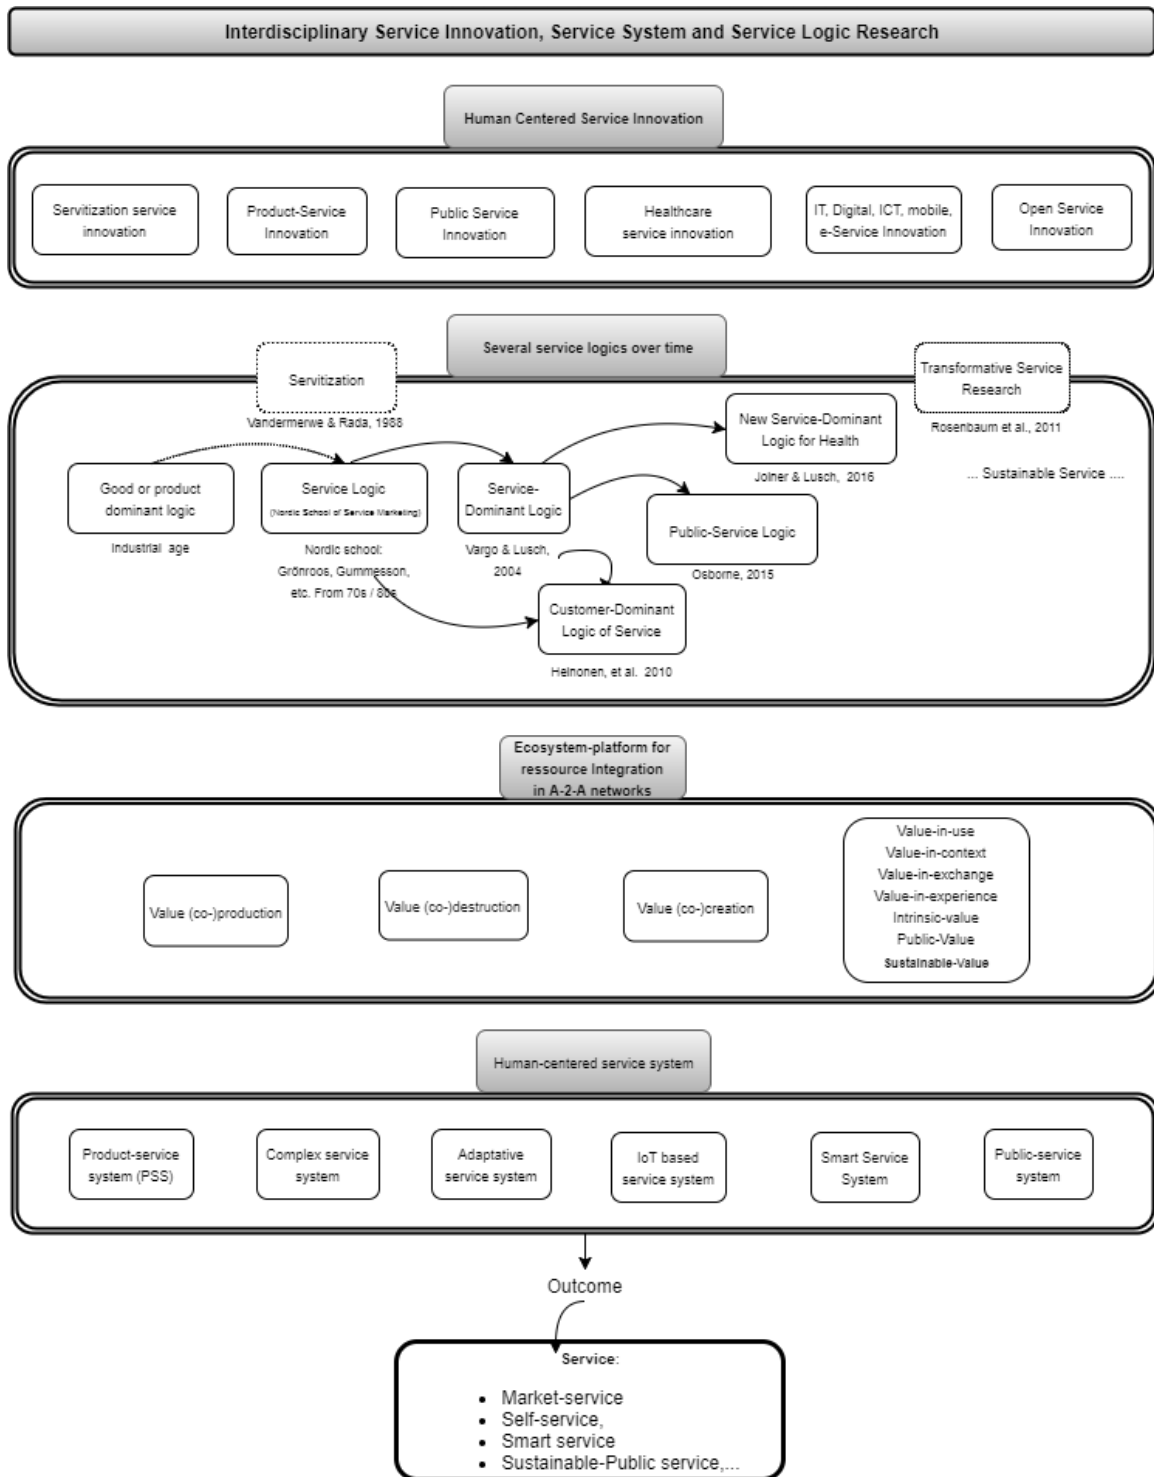 Interdisciplinary Service Innovation, Service System and Service Logic Research
Human Centered Service Innovation
Servitization service
innovation
Product-Service
Innovation
Public Service
Innovation
Healthcare
service innovation
IT, Digital, ICT, mobile,
e-Service Innovation
Open Service
Innovation
Several service logics over time
Servitization
Vandermerwe & Rada, 1988
Transformative Service
Research
Rosenbaum et al., 2011
New Service-Dominant
Logic for Health
Joiner & Lusch, 2016
... Sustainable Service ....
Good or product
dominant logic
Industrial age
Service Logic
(Nordic School of Service Marketing)
Nordic school:
Grönroos, Gummesson,
etc. From 70s / 80s
Service-
Dominant Logic
Vargo & Lusch,
2004
Public-Service Logic
Osborne, 2015
Customer-Dominant
Logic of Service
Heinonen, et al. 2010
Ecosystem-platform for
ressource Integration
in A-2-A networks
Value (co-)production
Value (co-)destruction
Value (co-)creation
Value-in-use
Value-in-context
Value-in-exchange
Value-in-experience
Intrinsic-value
Public-Value
Sustainable-Value
Human-centered service system
Product-service
system (PSS)
Complex service
system
Adaptative
service system
IoT based
service system
Smart Service
System
Public-service
system
Outcome
Service:
• Market-service
• Self-service,
• Smart service
• Sustainable-Public service,...